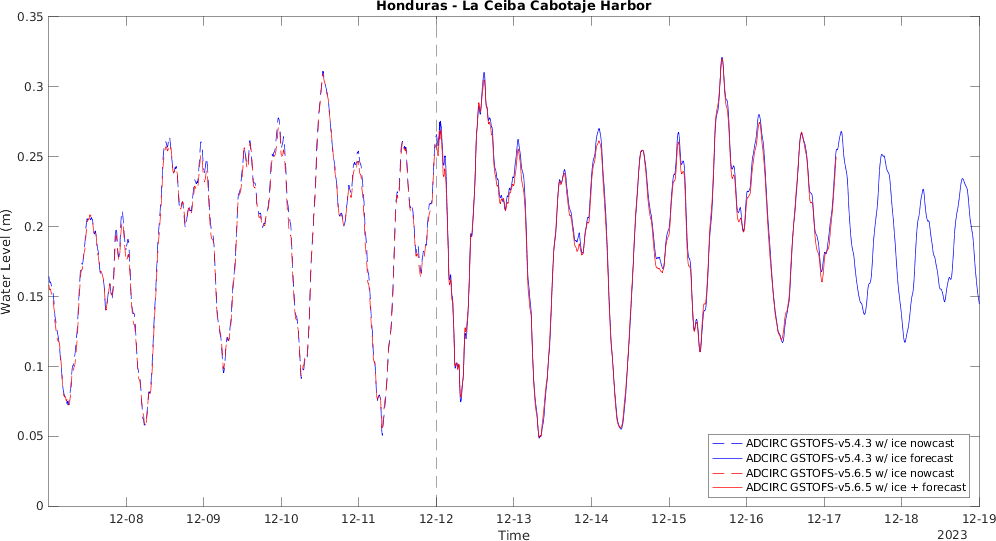 Honduras - La Ceiba Cabotaje Harbor
0.35
0.3
0.25
0.2
0.15
0.1
0.05
0
Water Level (m)
12-08 12-09 12-10 12-11 12-12 12-13 12-14 12-15 12-16 12-17 12-18 12-19
Time
2023
ADCIRC GSTOFS-v5.4.3 w/ ice nowcast
ADCIRC GSTOFS-v5.4.3 w/ ice forecast
ADCIRC GSTOFS-v5.6.5 w/ ice nowcast
ADCIRC GSTOFS-v5.6.5 w/ ice + forecast